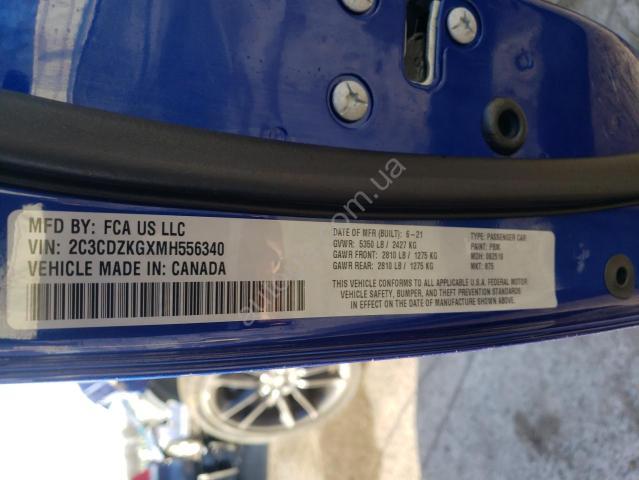 MFD BY: FCA US LLC
VIN: 2C3CDZKGXMH556340
VEHICLE MADE IN: CANADA
DATE OF MFR (BUILT): 6-21
GVWR: 5350 LB / 2427 KG
GAWR FRONT: 2810 LB / 1275 KG
GAWR REAR: 2810 LB / 1275 KG
TYPE: PASSENGER CAR
PAINT: PBM
MDH: 062516
MKT: 875
THIS VEHICLE CONFORMS TO ALL APPLICABLE U.S.A. FEDERAL MOTOR
VEHICLE SAFETY, BUMPER, AND THEFT PREVENTION STANDARDS
IN EFFECT ON THE DATE OF MANUFACTURE SHOWN ABOVE.